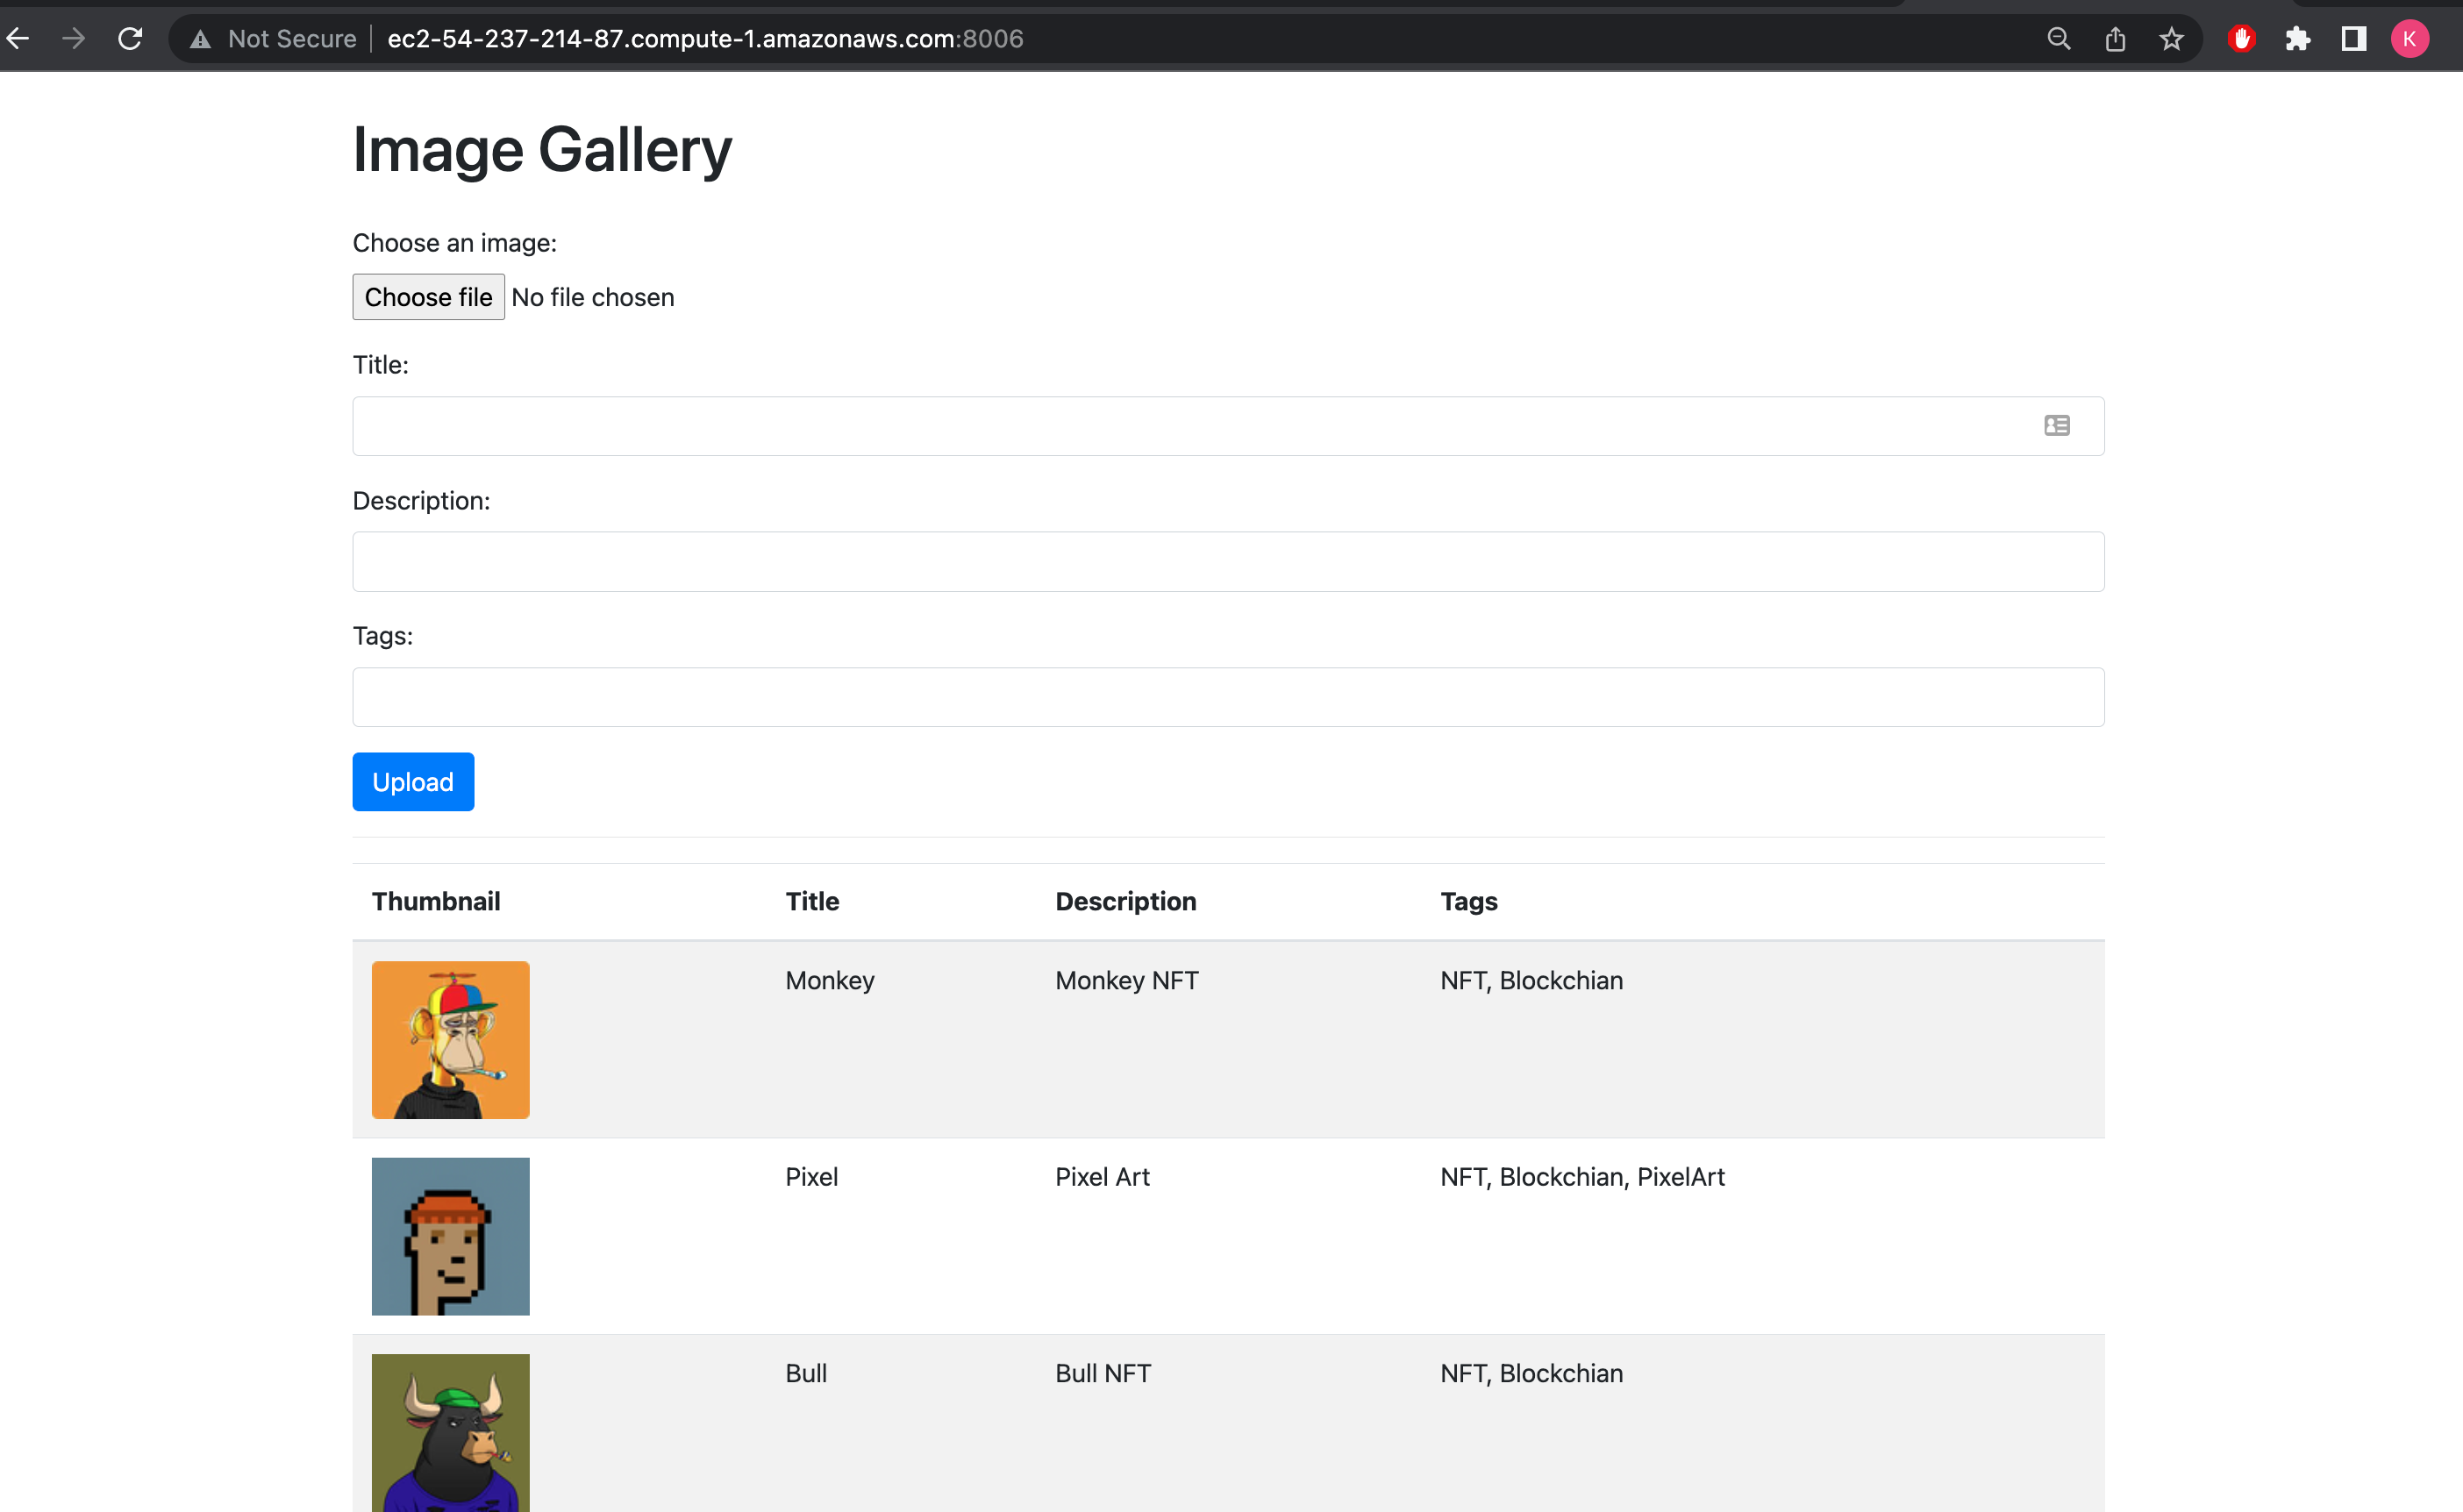 Not Secure | ec2-54-237-214-87.compute-1.amazonaws.com:8006
K
Image Gallery
Choose an image:
Choose file No file chosen
Title:
Description:
Tags:
Upload
Thumbnail Title Description Tags
Monkey Monkey NFT NFT, Blockchian
Pixel Pixel Art NFT, Blockchian, PixelArt
Bull Bull NFT NFT, Blockchian